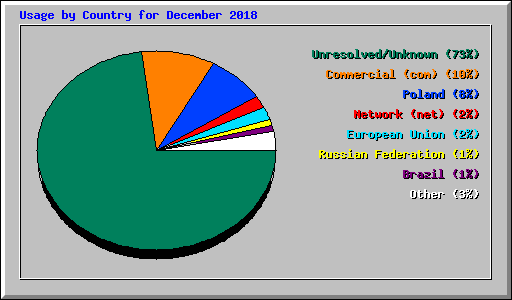 Usage by Country for December 2018
Unresolved/Unknown (73%)
Commercial (com) (10%)
Poland (8%)
Network (net) (2%)
European Union (2%)
Russian Federation (1%)
Brazil (1%)
Other (3%)